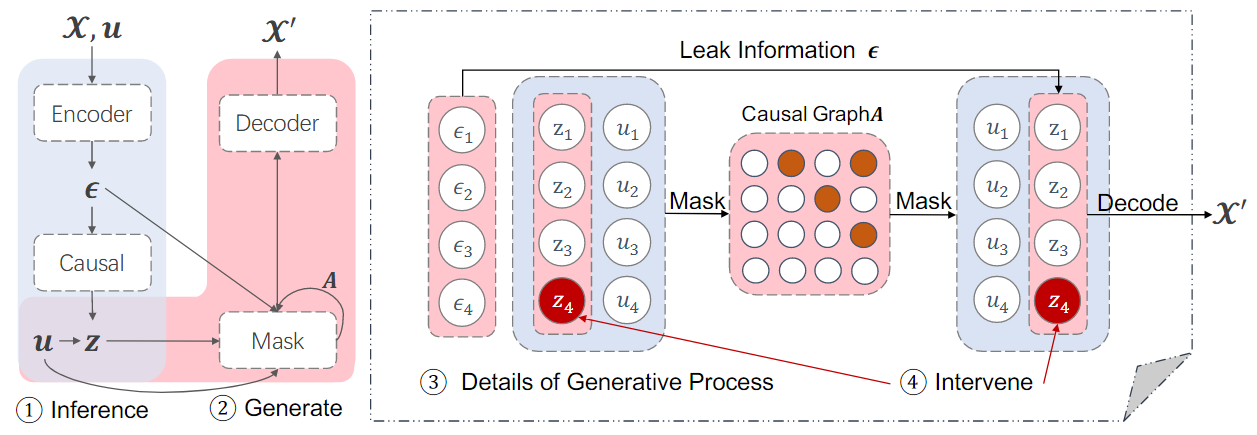 𝒳, 𝒖
Encoder
ϵ
Causal
𝒖
𝒛
① Inference
𝒳′
Decoder
A
Mask
② Generate
Leak Information ϵ
ϵ₁
ϵ₂
ϵ₃
ϵ₄
z₁
z₂
z₃
z₄
u₁
u₂
u₃
u₄
Mask
Causal GraphA
Mask
u₁
u₂
u₃
u₄
z₁
z₂
z₃
z₄
Decode
𝒳′
③ Details of Generative Process
④ Intervene